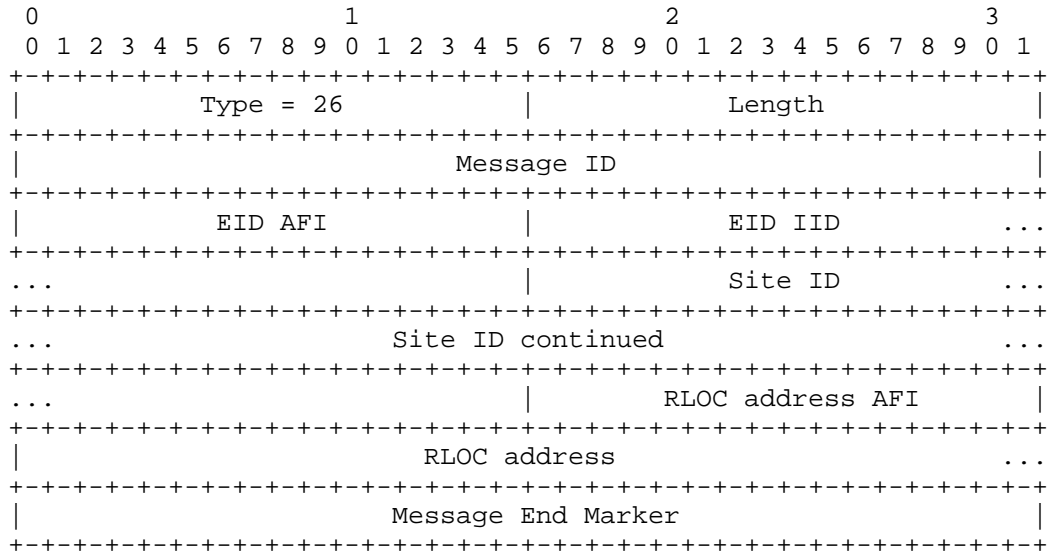 0                   1                   2                   3
 0 1 2 3 4 5 6 7 8 9 0 1 2 3 4 5 6 7 8 9 0 1 2 3 4 5 6 7 8 9 0 1
+-+-+-+-+-+-+-+-+-+-+-+-+-+-+-+-+-+-+-+-+-+-+-+-+-+-+-+-+-+-+-+-+
|           Type = 26           |            Length             |
+-+-+-+-+-+-+-+-+-+-+-+-+-+-+-+-+-+-+-+-+-+-+-+-+-+-+-+-+-+-+-+-+
|                           Message ID                          |
+-+-+-+-+-+-+-+-+-+-+-+-+-+-+-+-+-+-+-+-+-+-+-+-+-+-+-+-+-+-+-+-+
|            EID AFI            |            EID IID          ...
+-+-+-+-+-+-+-+-+-+-+-+-+-+-+-+-+-+-+-+-+-+-+-+-+-+-+-+-+-+-+-+-+
...                             |            Site ID          ...
+-+-+-+-+-+-+-+-+-+-+-+-+-+-+-+-+-+-+-+-+-+-+-+-+-+-+-+-+-+-+-+-+
...                     Site ID continued                     ...
+-+-+-+-+-+-+-+-+-+-+-+-+-+-+-+-+-+-+-+-+-+-+-+-+-+-+-+-+-+-+-+-+
...                             |        RLOC address AFI       |
+-+-+-+-+-+-+-+-+-+-+-+-+-+-+-+-+-+-+-+-+-+-+-+-+-+-+-+-+-+-+-+-+
|                         RLOC address                        ...
+-+-+-+-+-+-+-+-+-+-+-+-+-+-+-+-+-+-+-+-+-+-+-+-+-+-+-+-+-+-+-+-+
|                       Message End Marker                      |
+-+-+-+-+-+-+-+-+-+-+-+-+-+-+-+-+-+-+-+-+-+-+-+-+-+-+-+-+-+-+-+-+